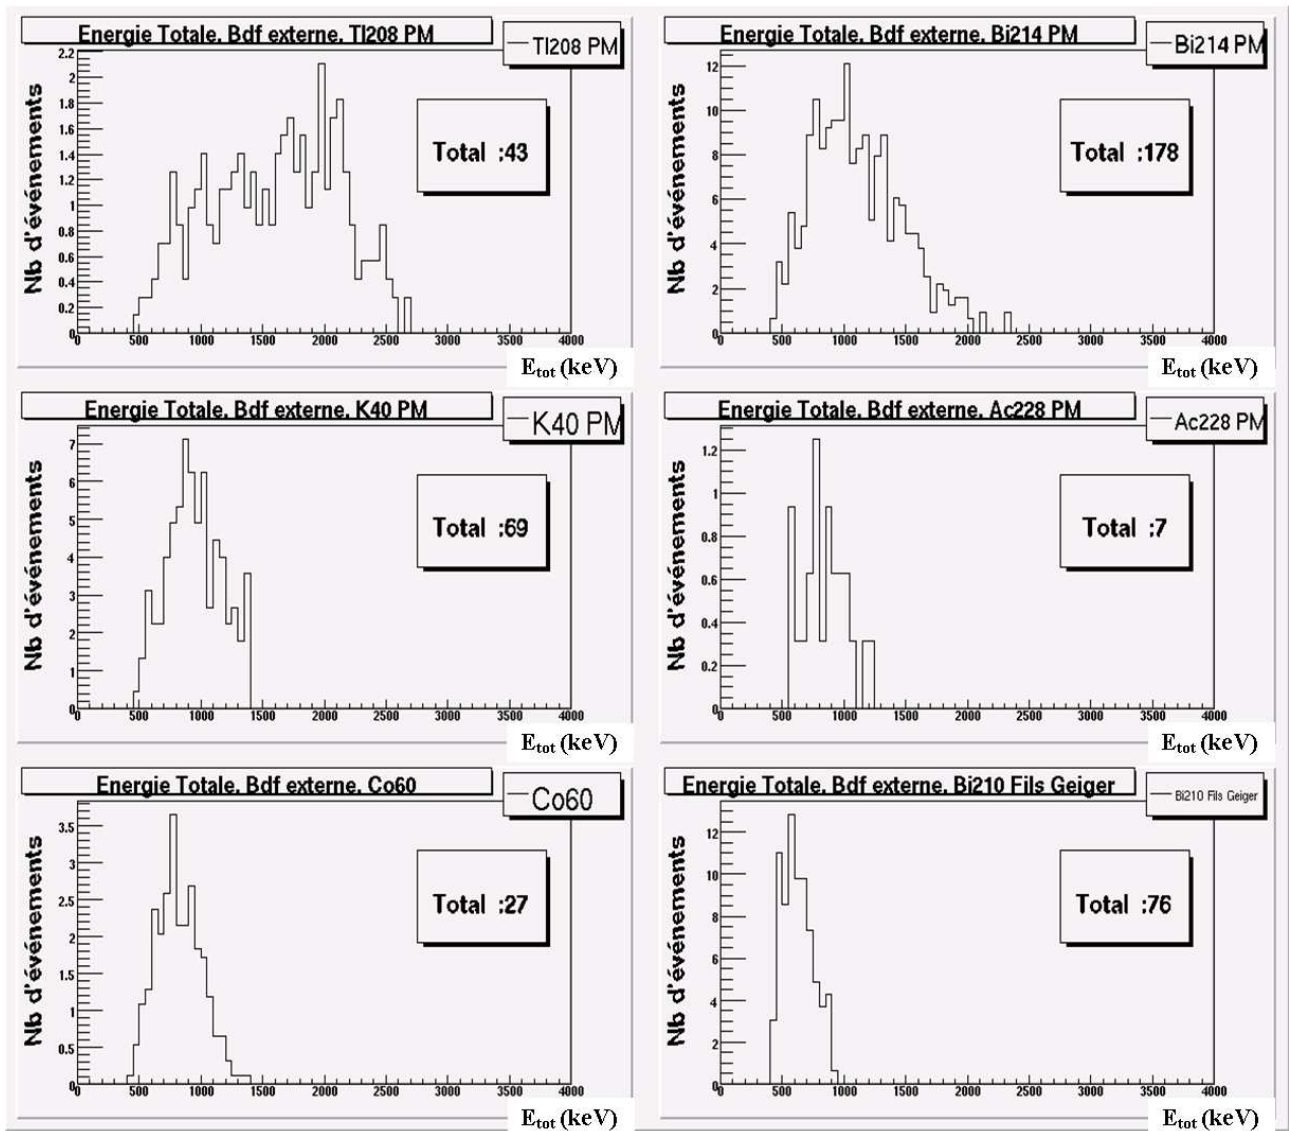 Energie Totale, Bdf externe, Tl208 PM
Tl208 PM
Nb d'événements
2.2
2
1.8
1.6
1.4
1.2
1
0.8
0.6
0.4
0.2
0
Total :43
0 500 1000 1500 2000 2500 3000 3500 4000
Etot (keV)
Energie Totale, Bdf externe, Bi214 PM
Bi214 PM
Nb d'événements
12
10
8
6
4
2
0
Total :178
0 500 1000 1500 2000 2500 3000 3500 4000
Etot (keV)
Energie Totale, Bdf externe, K40 PM
K40 PM
Nb d'événements
7
6
5
4
3
2
1
0
Total :69
0 500 1000 1500 2000 2500 3000 3500 4000
Etot (keV)
Energie Totale, Bdf externe, Ac228 PM
Ac228 PM
Nb d'événements
1.2
1
0.8
0.6
0.4
0.2
0
Total :7
0 500 1000 1500 2000 2500 3000 3500 4000
Etot (keV)
Energie Totale, Bdf externe, Co60
Co60
Nb d'événements
3.5
3
2.5
2
1.5
1
0.5
0
Total :27
0 500 1000 1500 2000 2500 3000 3500 4000
Etot (keV)
Energie Totale, Bdf externe, Bi210 Fils Geiger
Bi210 Fils Geiger
Nb d'événements
12
10
8
6
4
2
0
Total :76
0 500 1000 1500 2000 2500 3000 3500 4000
Etot (keV)